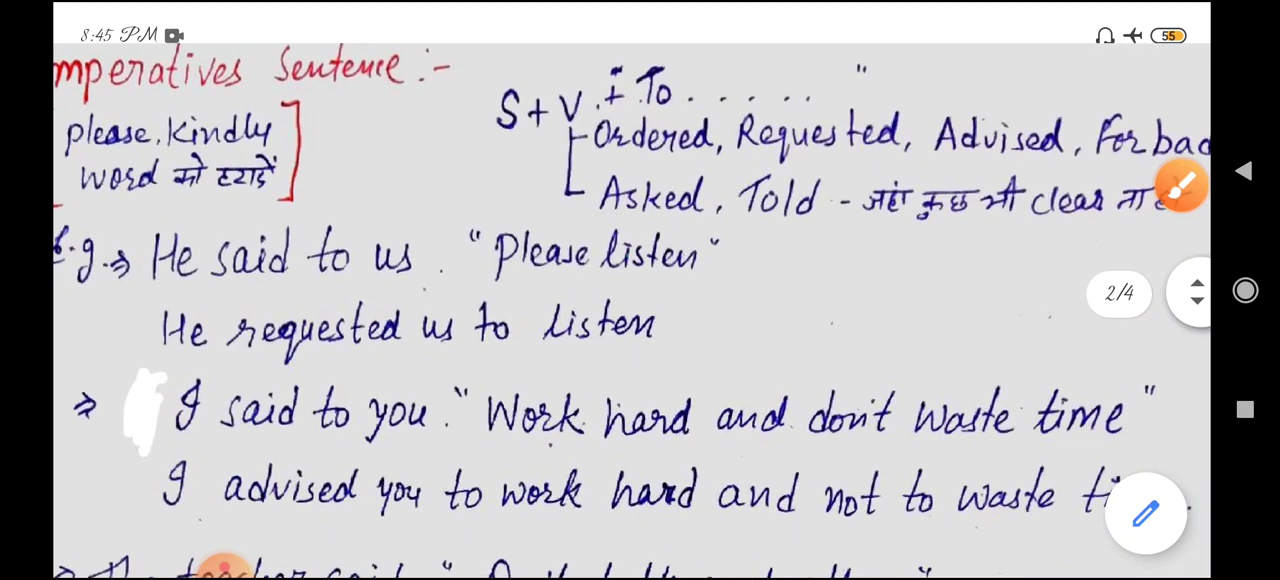 8:45 PM
55
mperatives Sentence :-
S + V . I To . . . . . . "
please, Kindly
word को हटादें
Ordered, Requested, Advised, Forbad
Asked, Told - जहां कुछ भी clear ना
e.g. ⇒ He said to us . "Please listen"
2/4
He requested us to listen
⇒ I said to you . "Work hard and don't waste time"
I advised you to work hard and not to waste